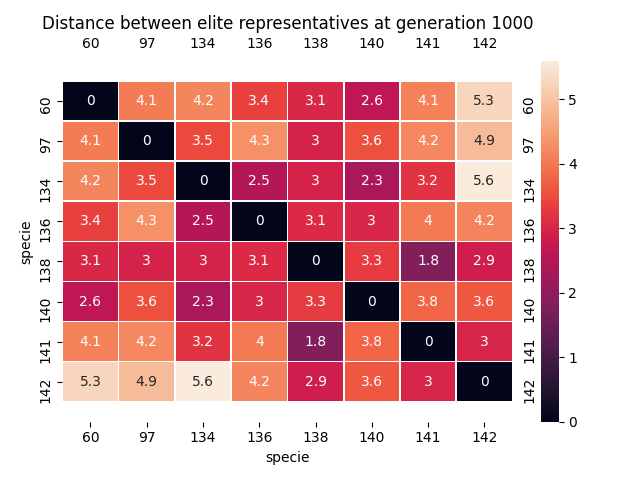 Distance between elite representatives at generation 1000
60 97 134 136 138 140 141 142
60 0 4.1 4.2 3.4 3.1 2.6 4.1 5.3 60
97 4.1 0 3.5 4.3 3 3.6 4.2 4.9 97
134 4.2 3.5 0 2.5 3 2.3 3.2 5.6 134
136 3.4 4.3 2.5 0 3.1 3 4 4.2 136
138 3.1 3 3 3.1 0 3.3 1.8 2.9 138
140 2.6 3.6 2.3 3 3.3 0 3.8 3.6 140
141 4.1 4.2 3.2 4 1.8 3.8 0 3 141
142 5.3 4.9 5.6 4.2 2.9 3.6 3 0 142
60 97 134 136 138 140 141 142
specie
specie
5
4
3
2
1
0